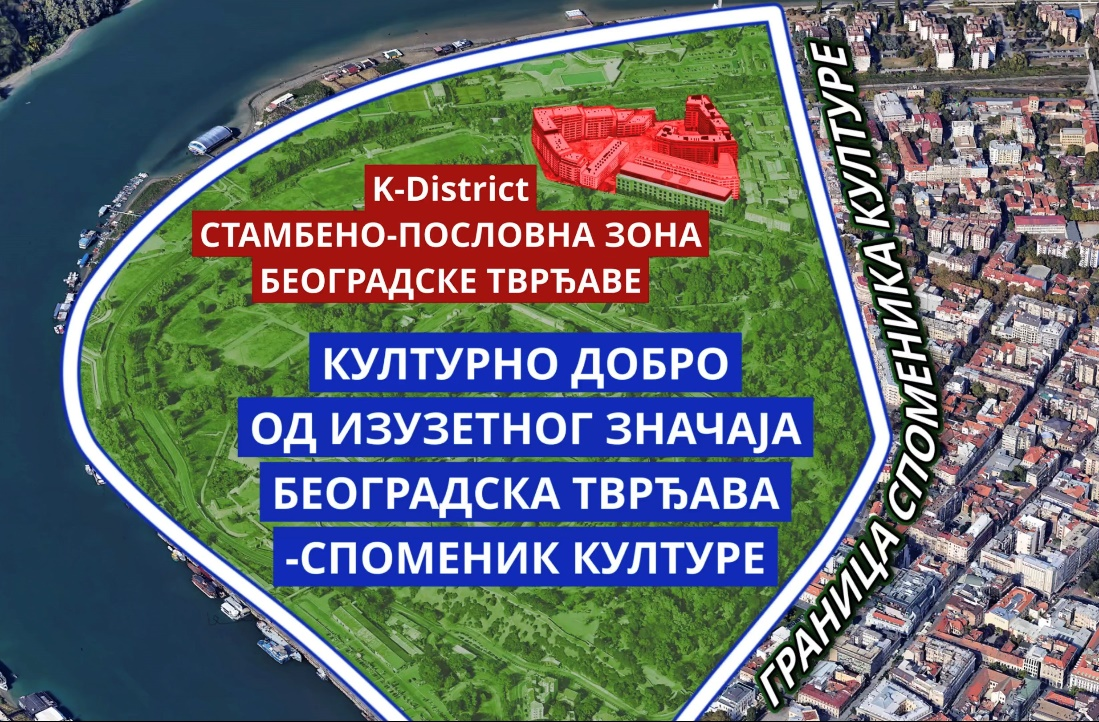 K-District
СТАМБЕНО-ПОСЛОВНА ЗОНА
БЕОГРАДСКЕ ТВРЂАВЕ
КУЛТУРНО ДОБРО
ОД ИЗУЗЕТНОГ ЗНАЧАЈА
БЕОГРАДСКА ТВРЂАВА
-СПОМЕНИК КУЛТУРЕ
ГРАНИЦА СПОМЕНИКА КУЛТУРЕ